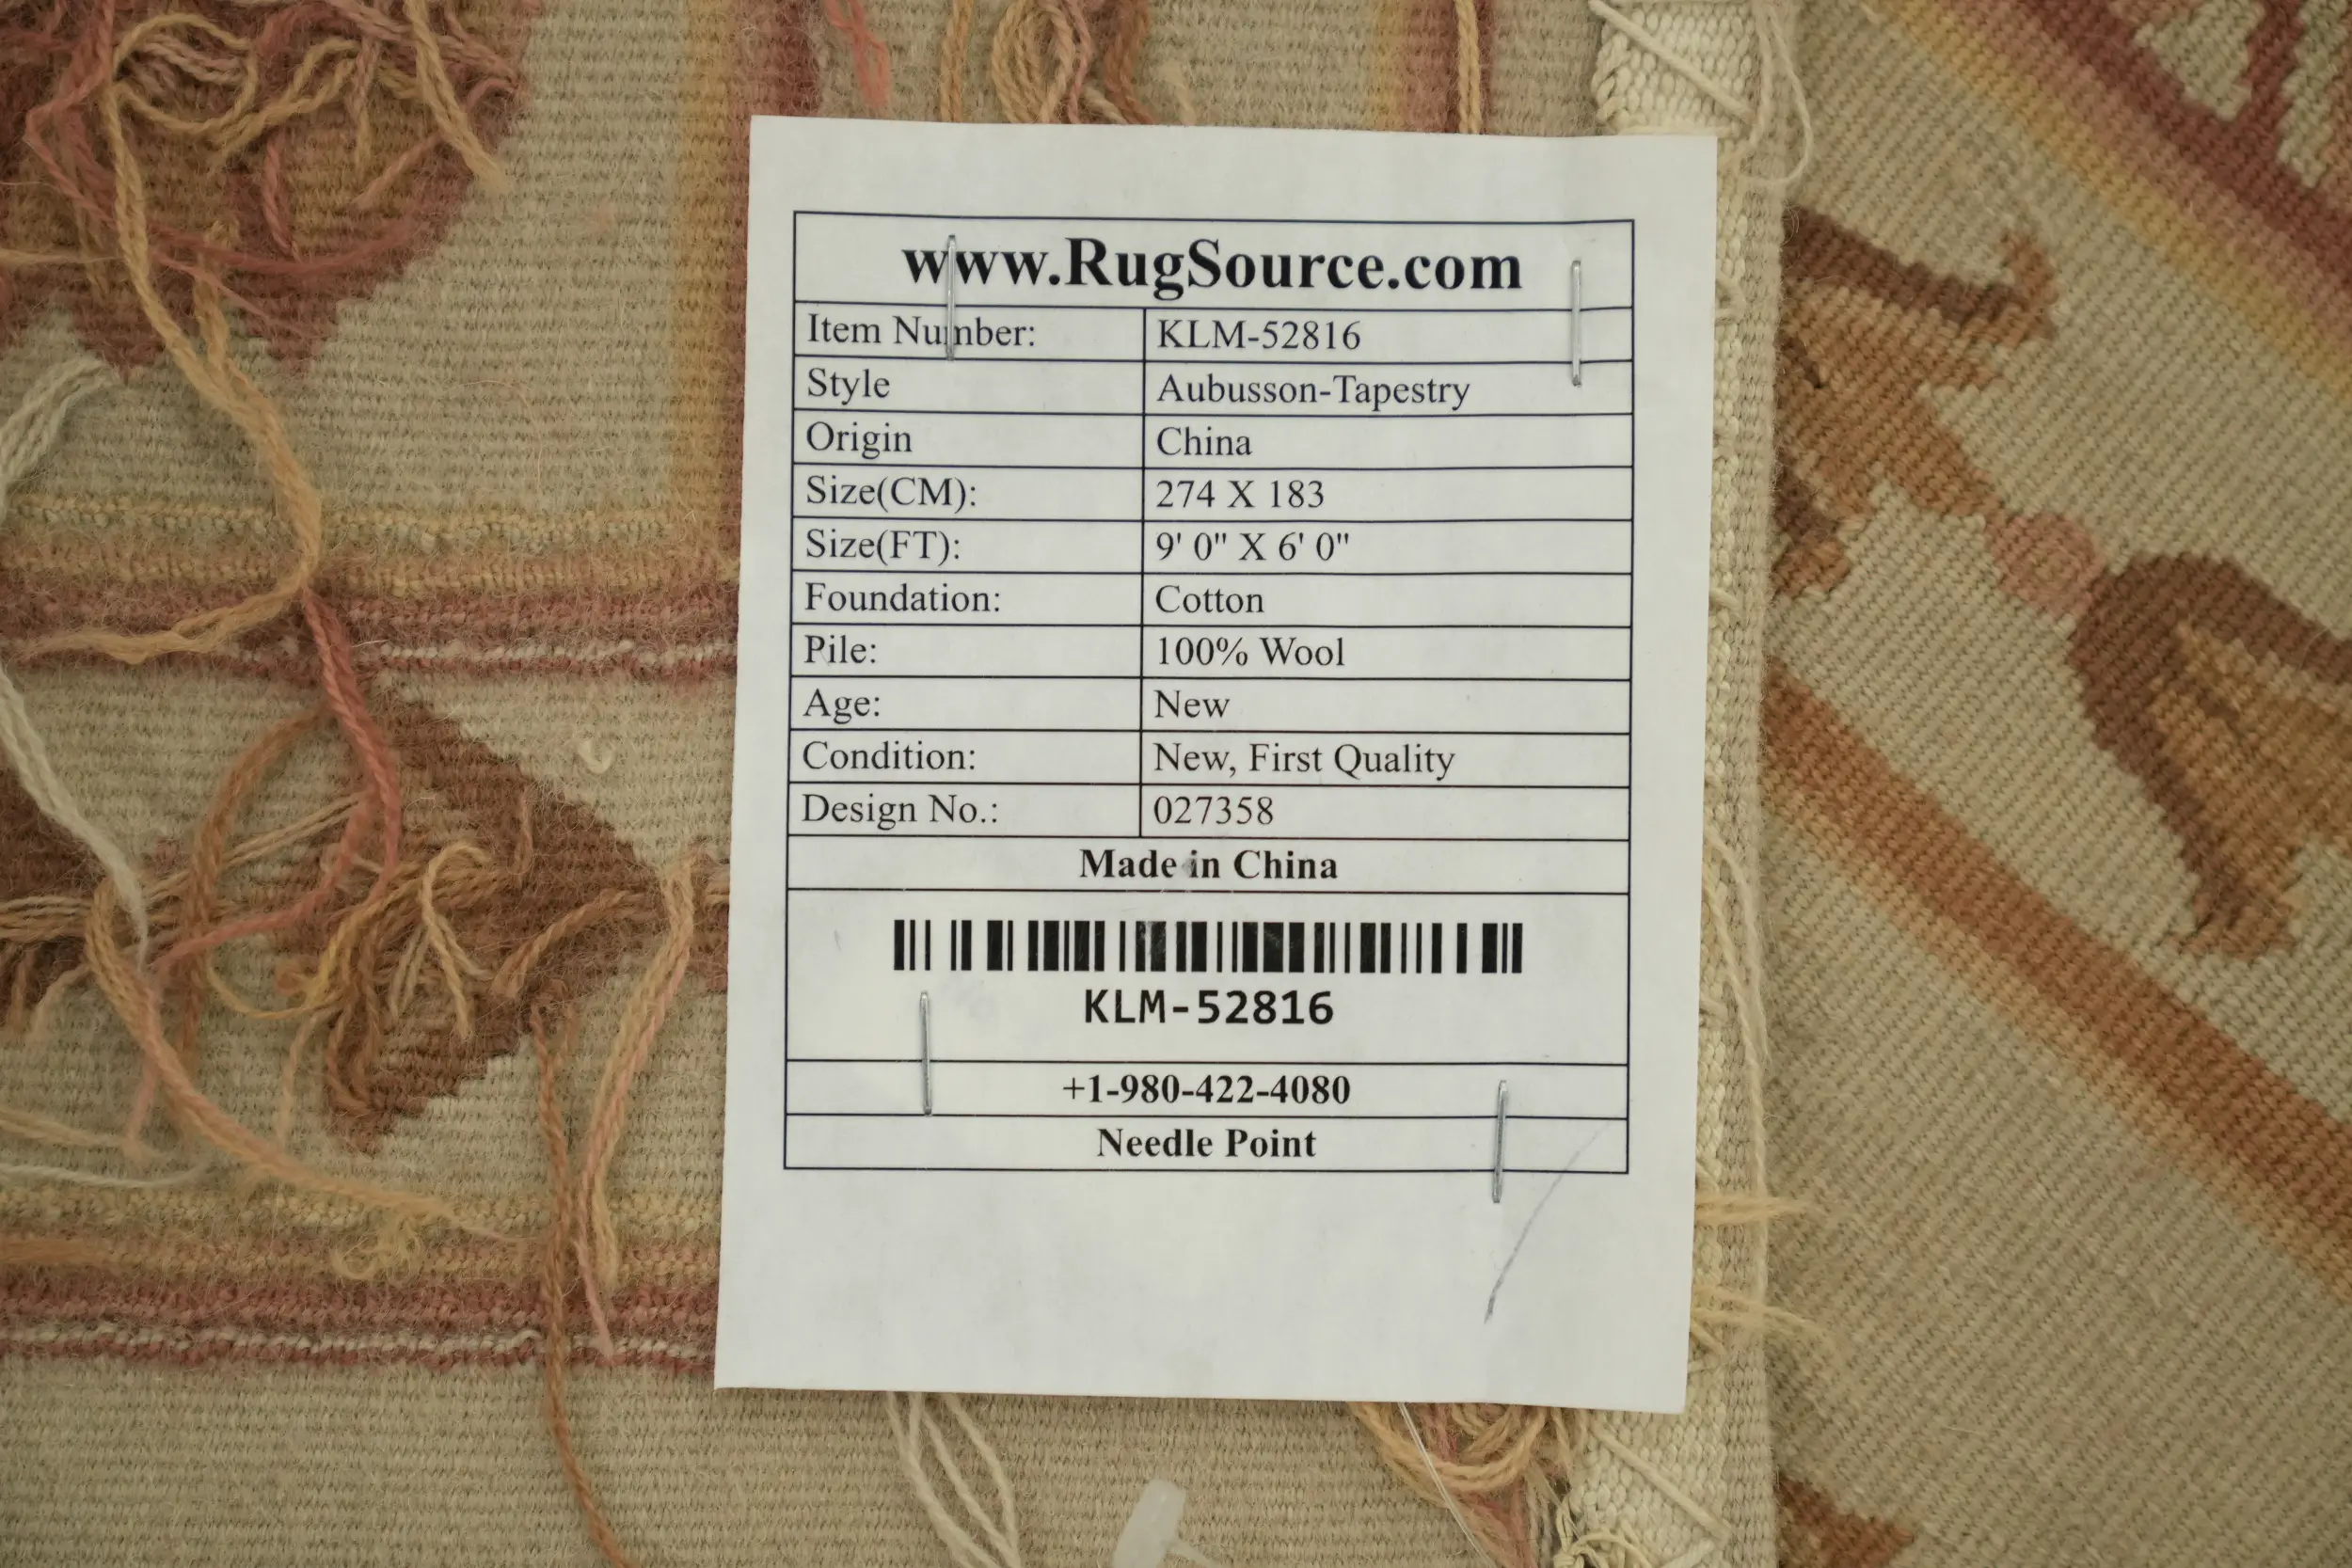 www.RugSource.com
Item Number: KLM-52816
Style Aubusson-Tapestry
Origin China
Size(CM): 274 X 183
Size(FT): 9' 0" X 6' 0"
Foundation: Cotton
Pile: 100% Wool
Age: New
Condition: New, First Quality
Design No.: 027358
Made in China
KLM-52816
+1-980-422-4080
Needle Point